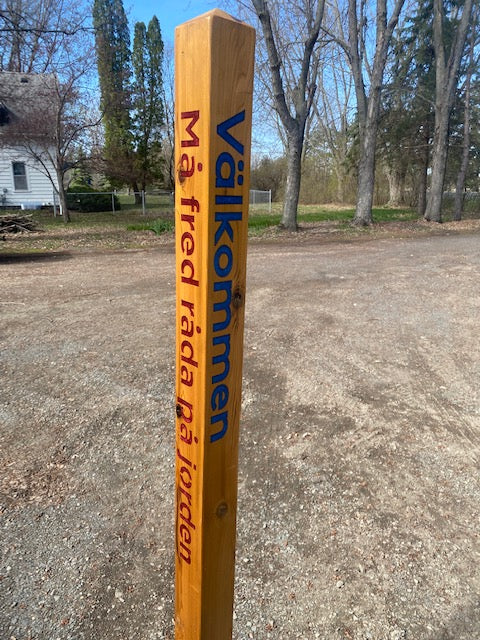 Må fred råda på jorden
Välkommen